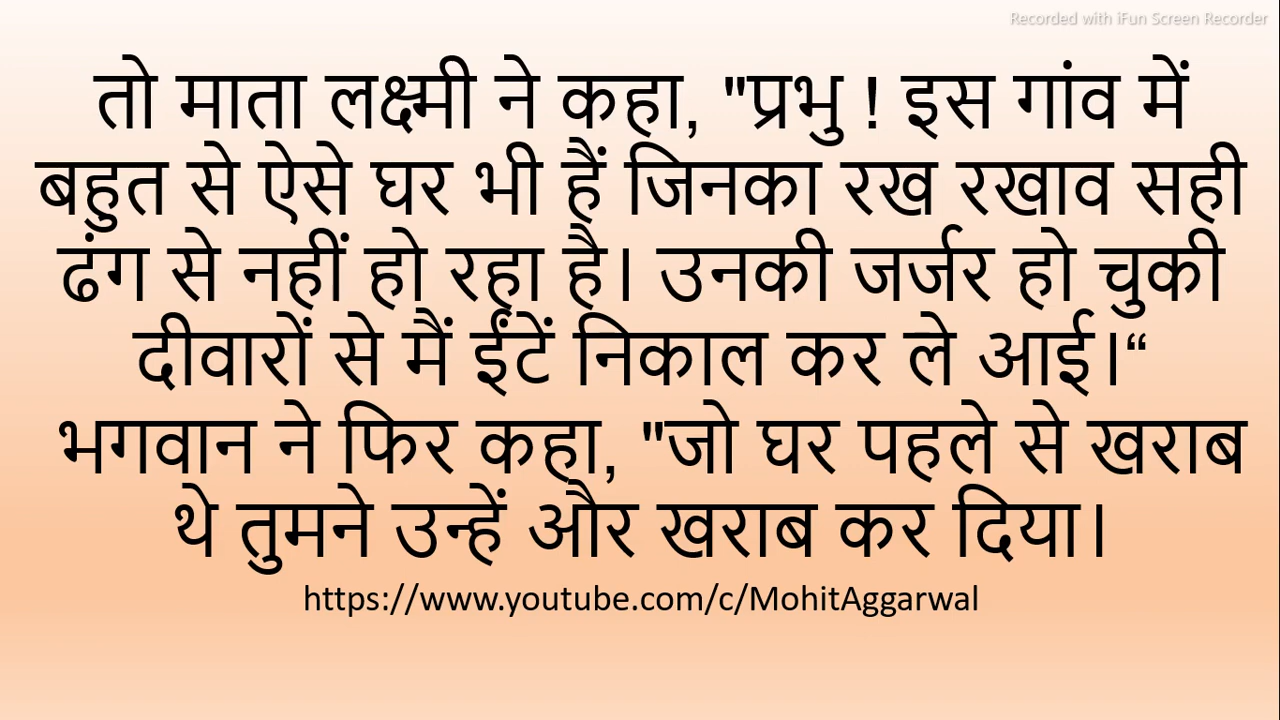 Recorded with iFun Screen Recorder
तो माता लक्ष्मी ने कहा, "प्रभु ! इस गांव में
बहुत से ऐसे घर भी हैं जिनका रख रखाव सही
ढंग से नहीं हो रहा है। उनकी जर्जर हो चुकी
दीवारों से मैं ईंटें निकाल कर ले आई।“
भगवान ने फिर कहा, "जो घर पहले से खराब
थे तुमने उन्हें और खराब कर दिया।
https://www.youtube.com/c/MohitAggarwal